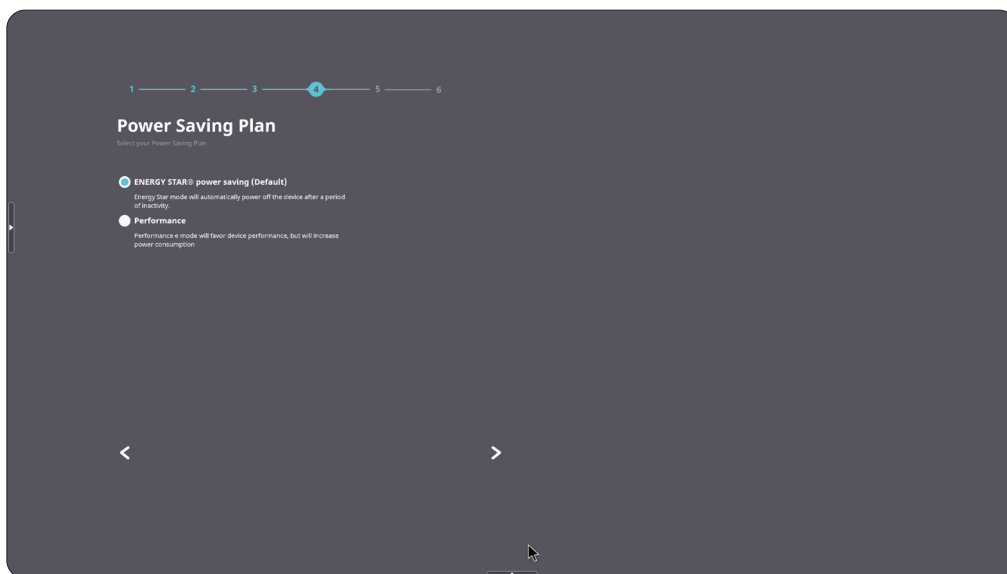 1 2 3 4 5 6
Power Saving Plan
Select your Power Saving Plan
ENERGY STAR® power saving (Default)
Energy Star mode will automatically power off the device after a period
of inactivity.
Performance
Performance e mode will favor device performance, but will increase
power consumption